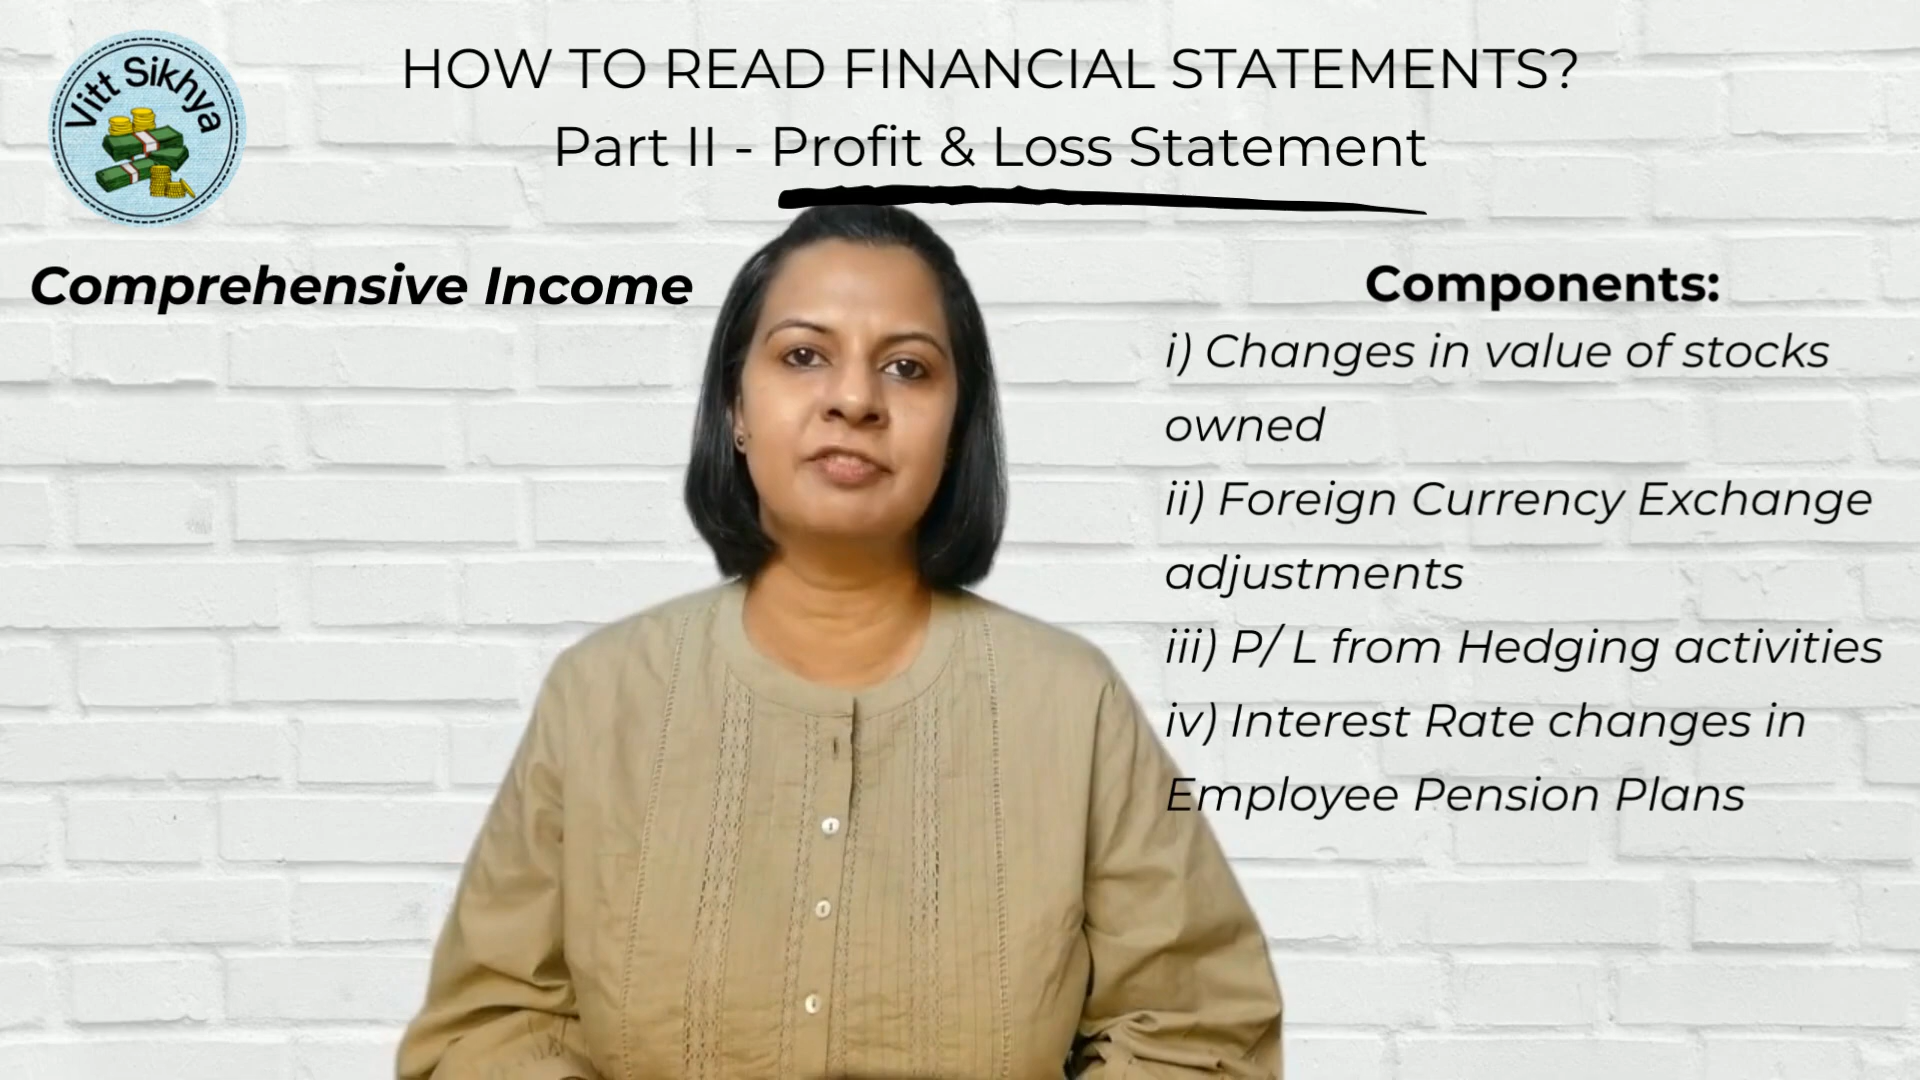 Vitt Sikhya
HOW TO READ FINANCIAL STATEMENTS?
Part II - Profit & Loss Statement
Comprehensive Income
Components:
i) Changes in value of stocks
owned
ii) Foreign Currency Exchange
adjustments
iii) P/ L from Hedging activities
iv) Interest Rate changes in
Employee Pension Plans